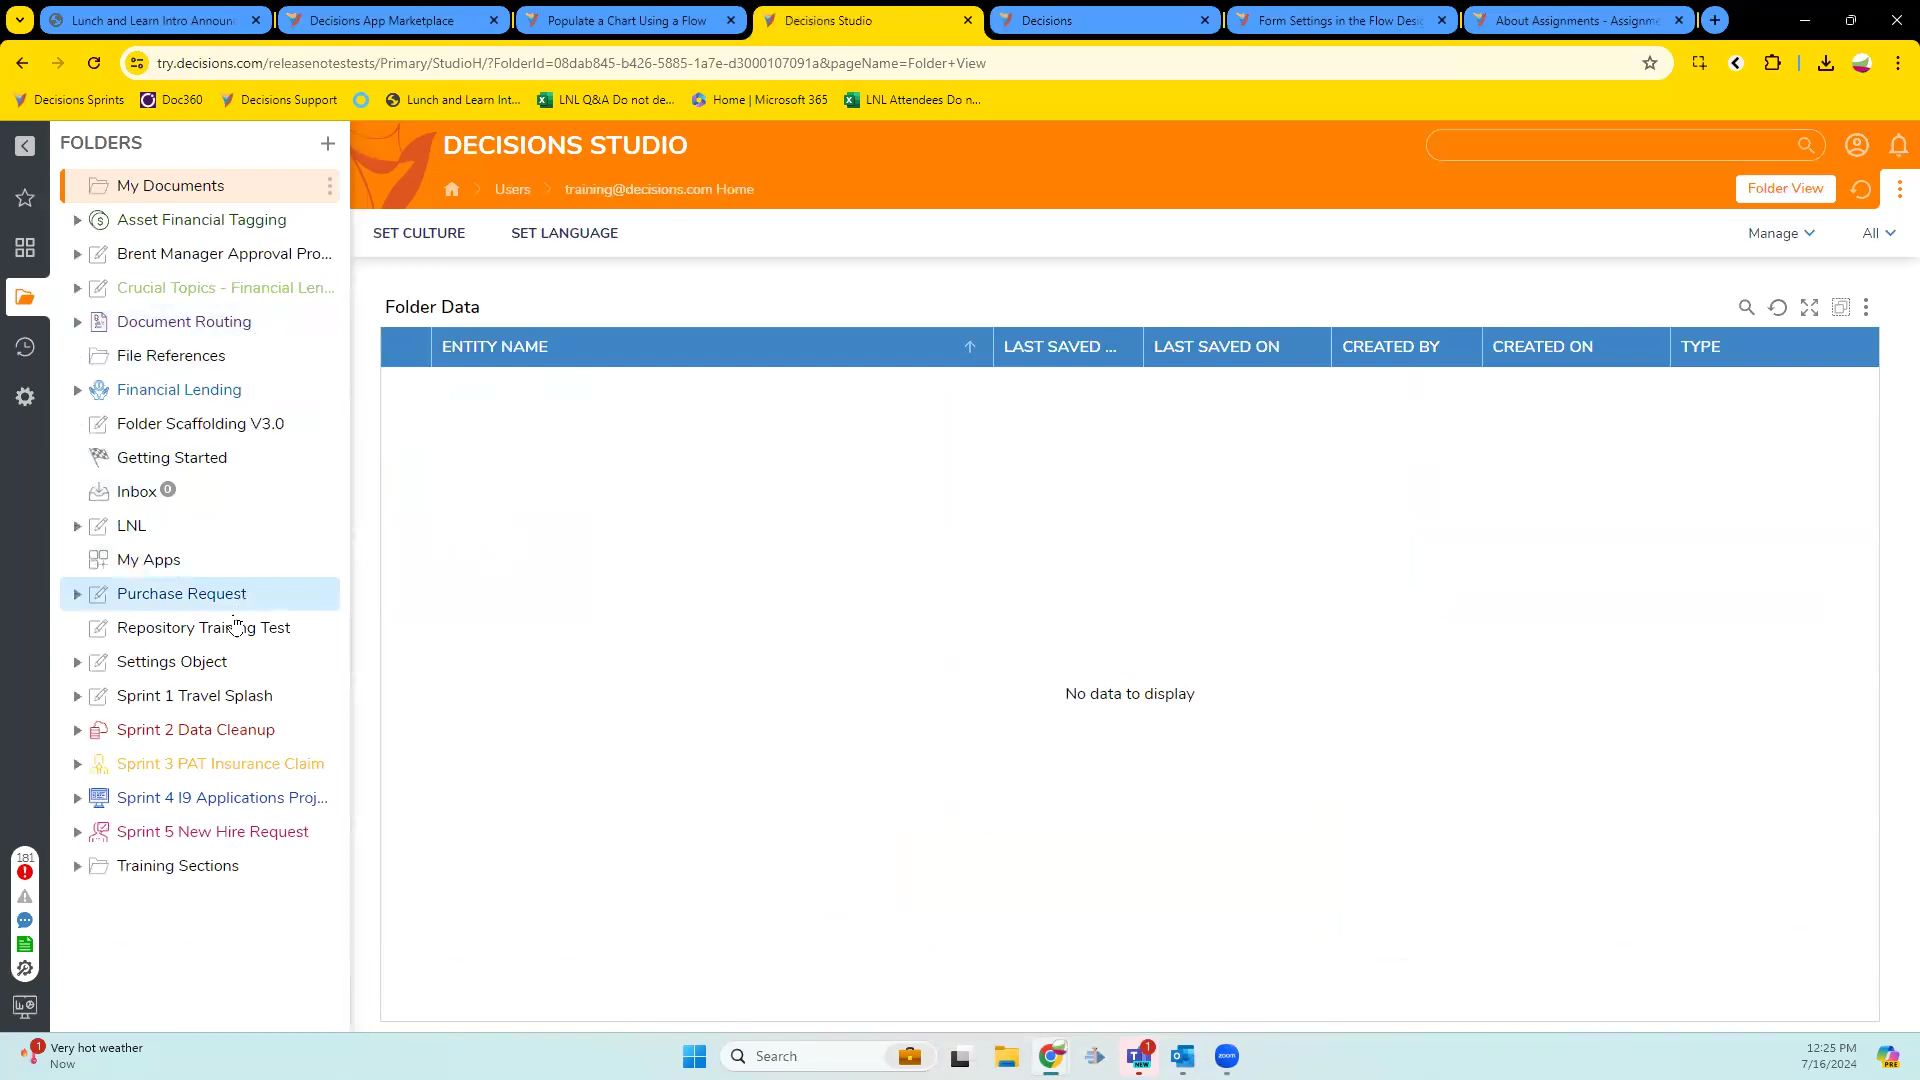 Lunch and Learn Intro Announ
Decisions App Marketplace
Populate a Chart Using a Flow
Decisions Studio
Decisions
Form Settings in the Flow Desi
About Assignments - Assignme
try.decisions.com/releasenotestests/Primary/StudioH/?FolderId=08dab845-b426-5885-1a7e-d3000107091a&pageName=Folder+View
Decisions Sprints
Doc360
Decisions Support
Lunch and Learn Int...
LNL Q&A Do not de...
Home | Microsoft 365
LNL Attendees Do n...
FOLDERS
My Documents
Asset Financial Tagging
Brent Manager Approval Pro...
Crucial Topics - Financial Len...
Document Routing
File References
Financial Lending
Folder Scaffolding V3.0
Getting Started
Inbox 0
LNL
My Apps
Purchase Request
Repository Training Test
Settings Object
Sprint 1 Travel Splash
Sprint 2 Data Cleanup
Sprint 3 PAT Insurance Claim
Sprint 4 I9 Applications Proj...
Sprint 5 New Hire Request
Training Sections
181
DECISIONS STUDIO
Users
training@decisions.com Home
Folder View
SET CULTURE
SET LANGUAGE
Manage
All
Folder Data
ENTITY NAME
LAST SAVED ...
LAST SAVED ON
CREATED BY
CREATED ON
TYPE
No data to display
1
Very hot weather
Now
Search
1
NEW
zoom
PRE
12:25 PM
7/16/2024